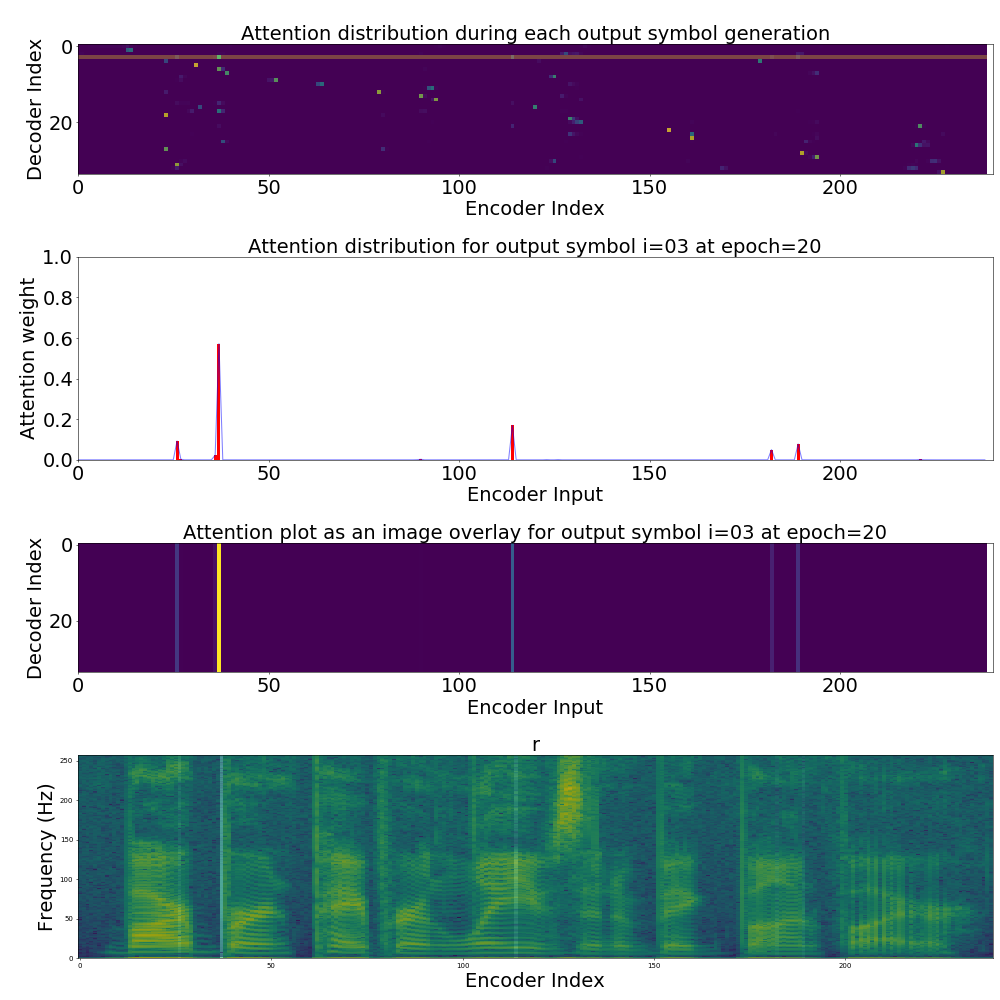 Attention distribution during each output symbol generation
0
20
Decoder Index
0 50 100 150 200
Encoder Index
Attention distribution for output symbol i=03 at epoch=20
1.0
0.8
0.6
0.4
0.2
0.0
Attention weight
0 50 100 150 200
Encoder Input
Attention plot as an image overlay for output symbol i=03 at epoch=20
0
20
Decoder Index
0 50 100 150 200
Encoder Input
r
250
200
150
100
50
0
Frequency (Hz)
0 50 100 150 200
Encoder Index